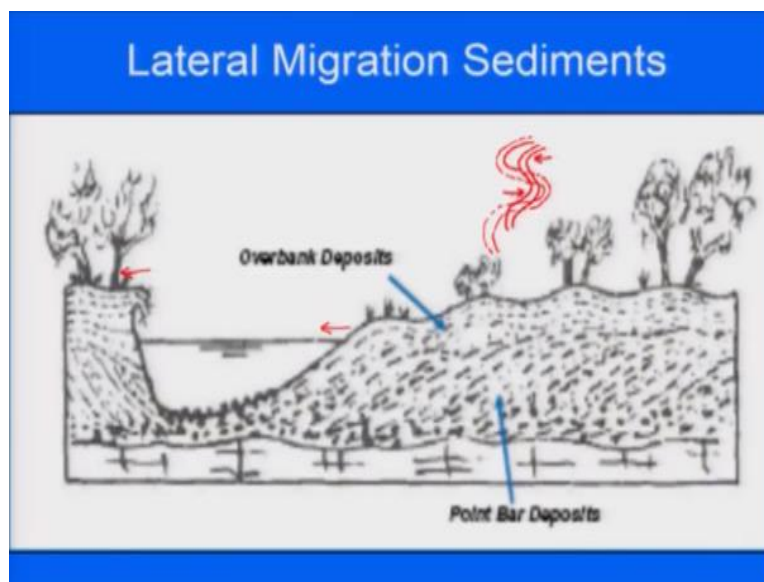 Lateral Migration Sediments
Overbank Deposits
Point Bar Deposits